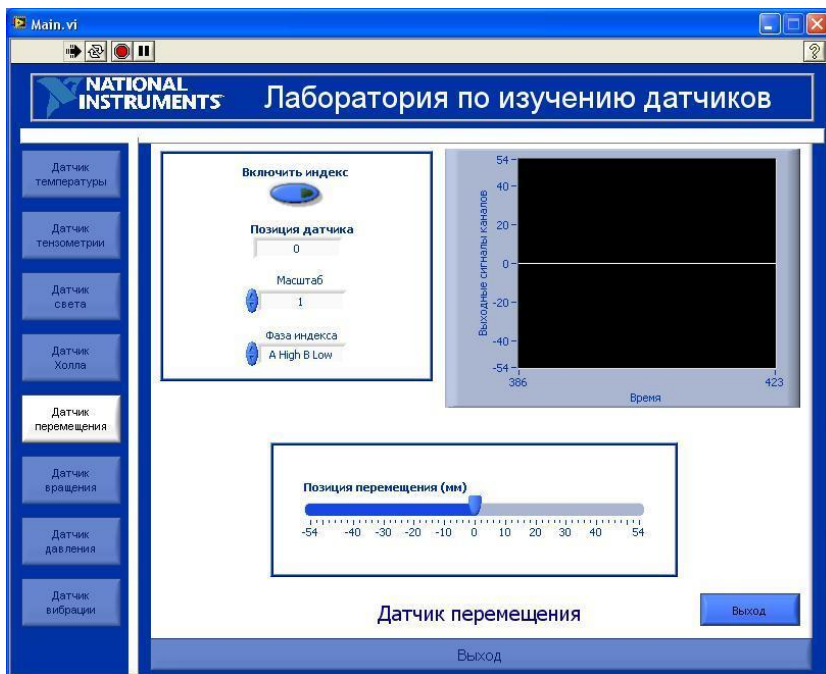 Main.vi
NATIONAL
INSTRUMENTS
Лаборатория по изучению датчиков
Датчик
температуры
Датчик
тензометрии
Датчик
света
Датчик
Холла
Датчик
перемещения
Датчик
вращения
Датчик
давления
Датчик
вибрации
Включить индекс
Позиция датчика
0
Масштаб
1
Фаза индекса
A High B Low
Выходные сигналы каналов
54
40
20
0
-20
-40
-54
386 423
Время
Позиция перемещения (мм)
-54 -40 -30 -20 -10 0 10 20 30 40 54
Датчик перемещения
Выход
Выход